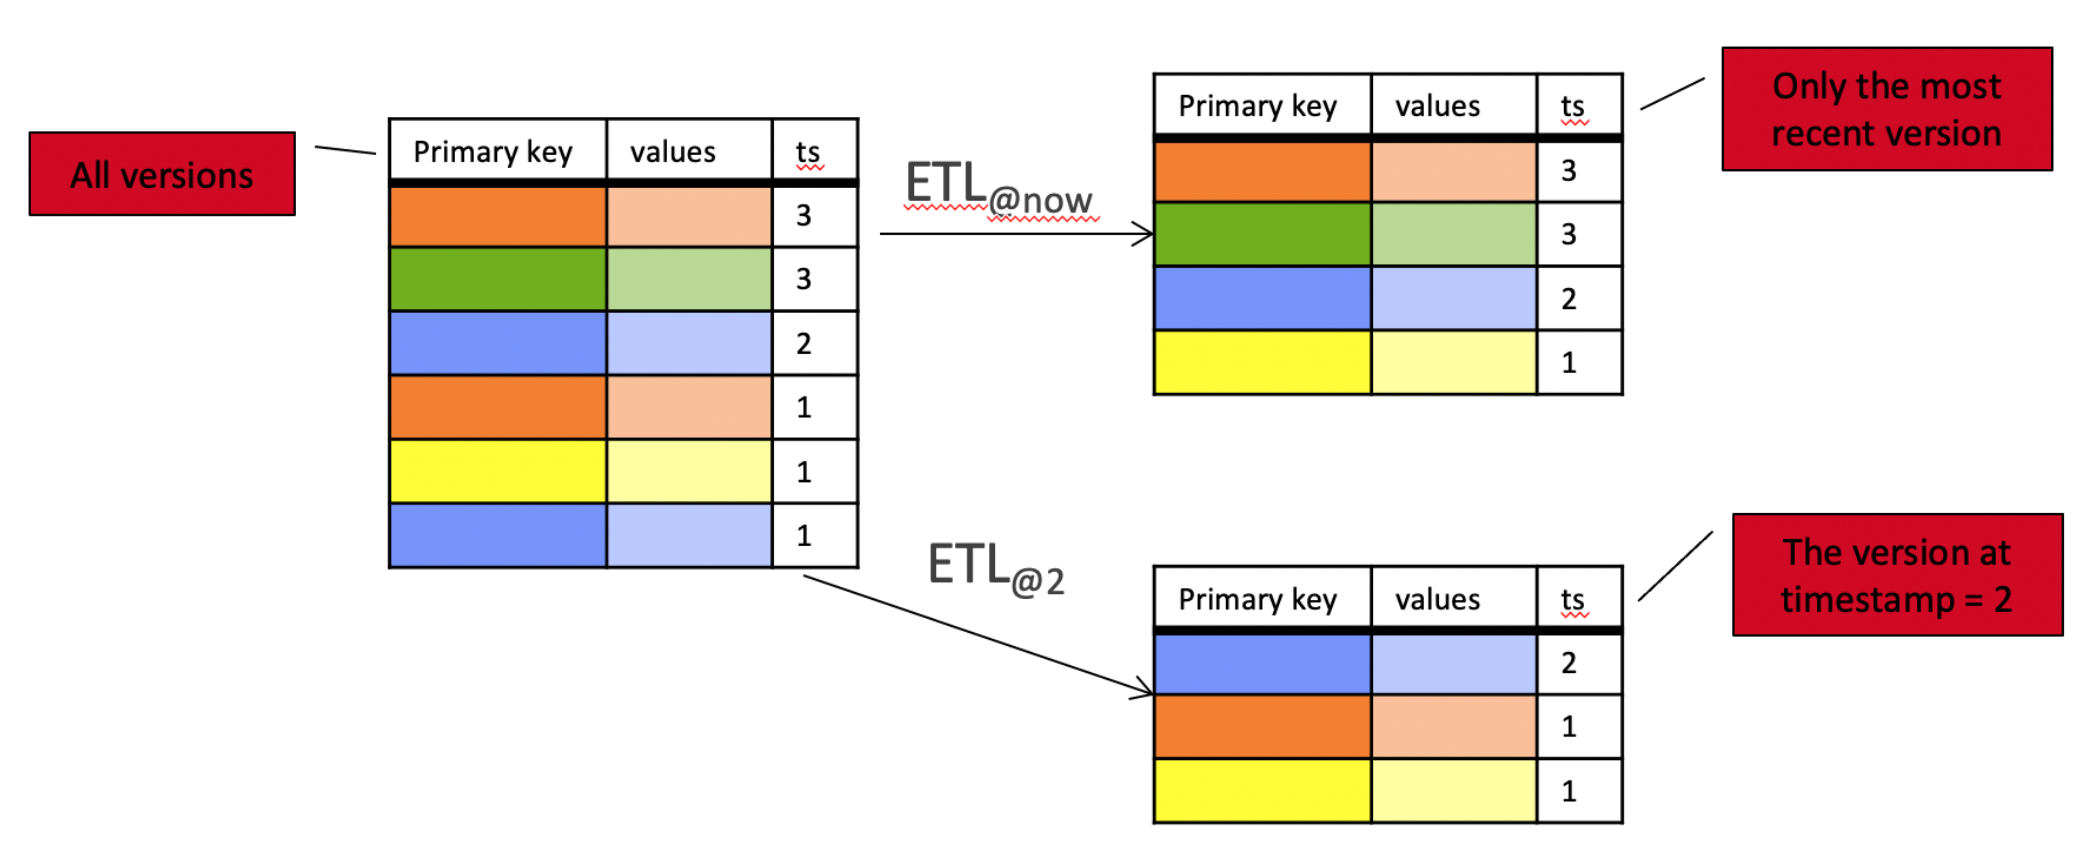 All versions
Primary key values ts
3
3
2
1
1
1
ETL@now
Primary key values ts
3
3
2
1
Only the most
recent version
ETL@2
Primary key values ts
2
1
1
The version at
timestamp = 2